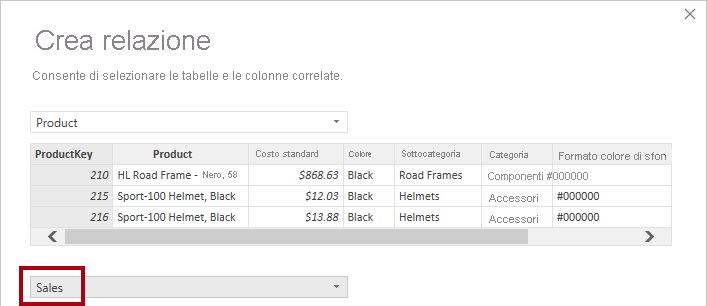 Crea relazione
Consente di selezionare le tabelle e le colonne correlate.
Product
ProductKey Product Costo standard Colore Sottocategoria Categoria Formato colore di sfon
210 HL Road Frame - Nero, 58 $868.63 Black Road Frames Componenti #000000
215 Sport-100 Helmet, Black $12.03 Black Helmets Accessori #000000
216 Sport-100 Helmet, Black $13.88 Black Helmets Accessori #000000
Sales